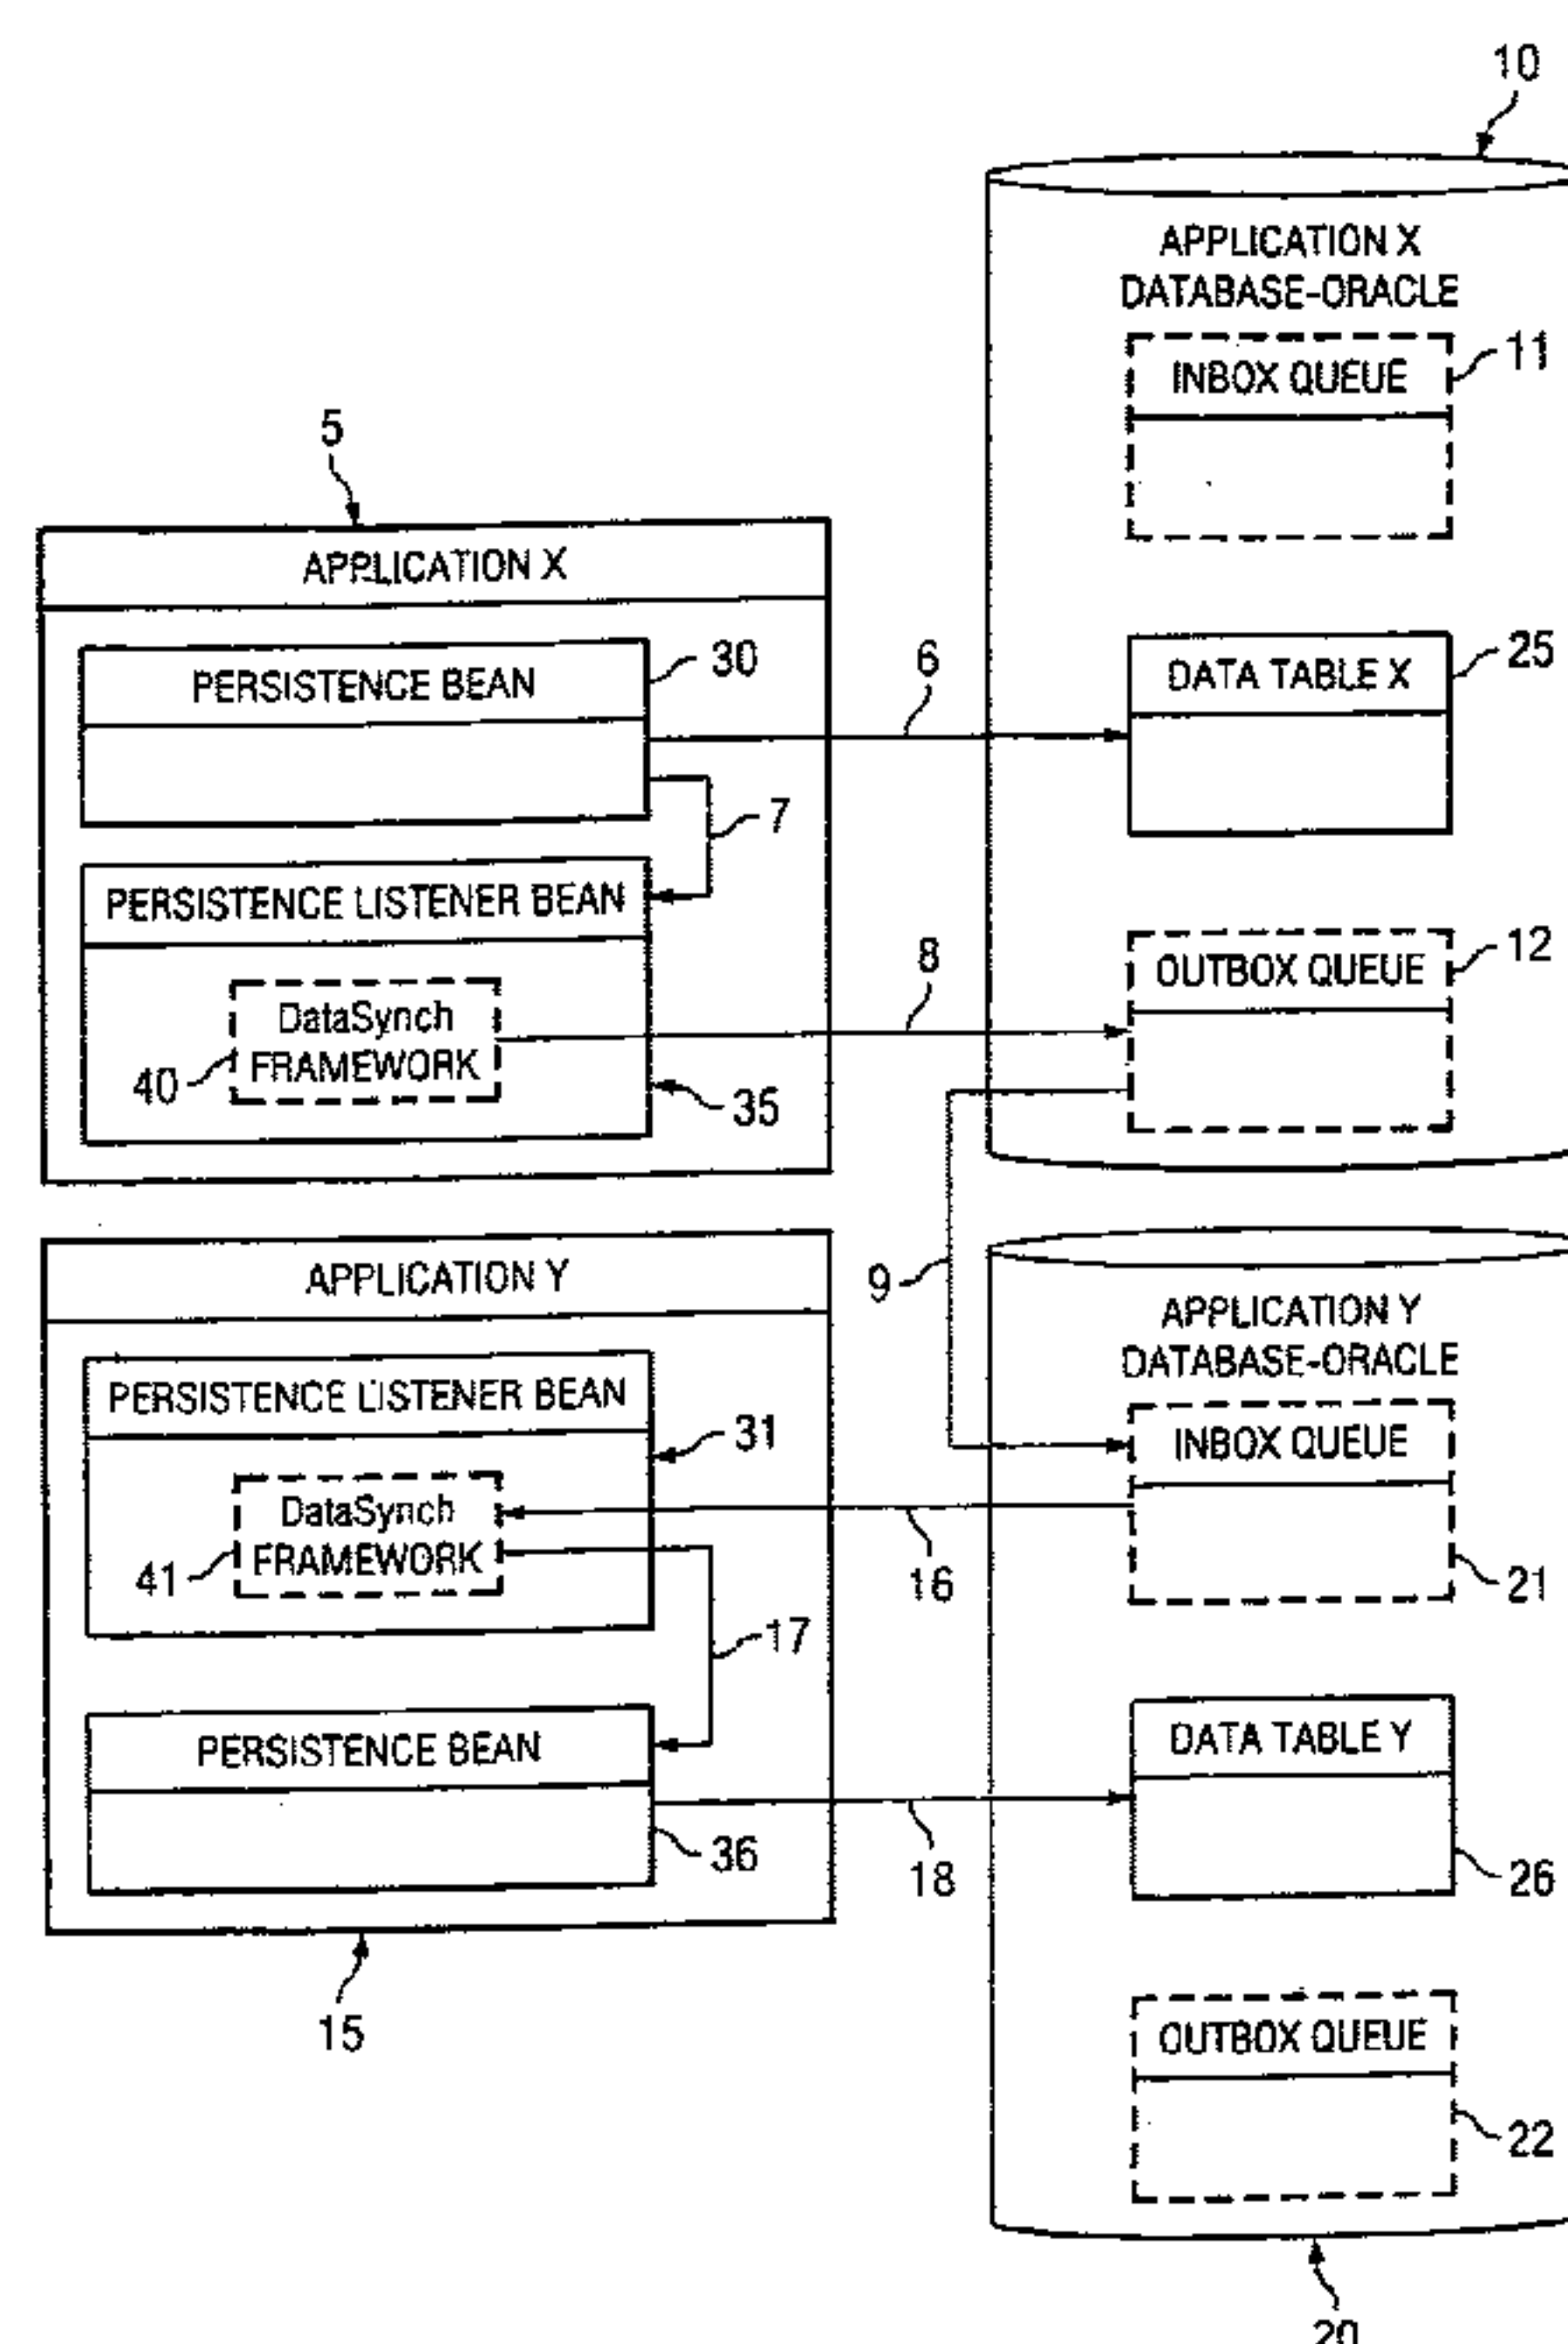 10
APPLICATION X
DATABASE-ORACLE
INBOX QUEUE
11
5
APPLICATION X
PERSISTENCE BEAN
30
6
DATA TABLE X
25
7
PERSISTENCE LISTENER BEAN
8
OUTBOX QUEUE
12
DataSynch
FRAMEWORK
40
35
APPLICATION Y
9
APPLICATION Y
DATABASE-ORACLE
PERSISTENCE LISTENER BEAN
31
INBOX QUEUE
DataSynch
FRAMEWORK
41
16
21
17
PERSISTENCE BEAN
DATA TABLE Y
36
18
26
15
OUTBOX QUEUE
22
20